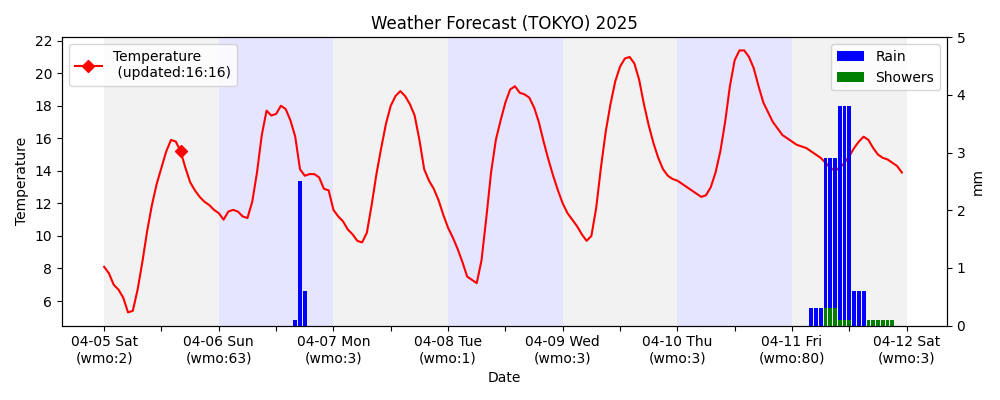 Weather Forecast (TOKYO) 2025
Temperature
(updated:16:16)
Rain
Showers
22
20
18
16
14
12
10
8
6
Temperature
5
4
3
2
1
0
mm
04-05 Sat
(wmo:2)
04-06 Sun
(wmo:63)
04-07 Mon
(wmo:3)
04-08 Tue
(wmo:1)
04-09 Wed
(wmo:3)
04-10 Thu
(wmo:3)
04-11 Fri
(wmo:80)
04-12 Sat
(wmo:3)
Date